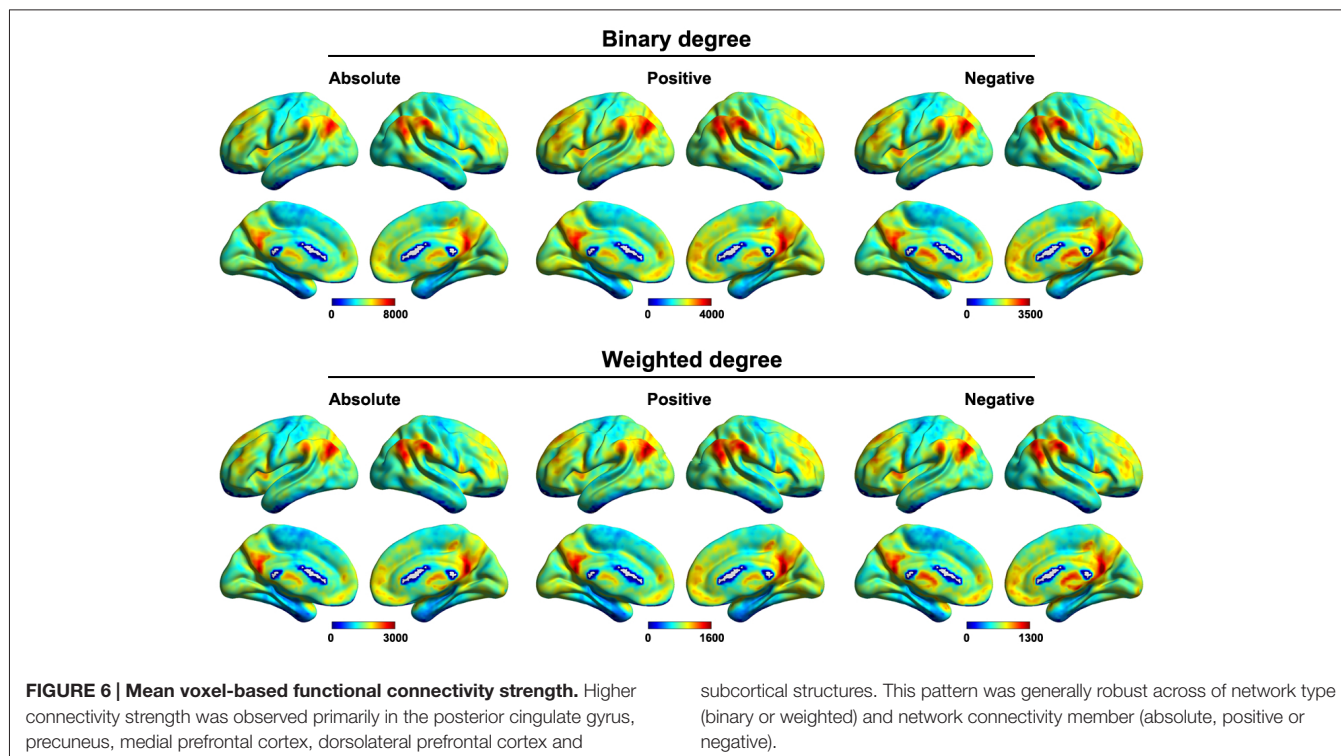 Binary degree
Absolute
Positive
Negative
0 8000
0 4000
0 3500
Weighted degree
Absolute
Positive
Negative
0 3000
0 1600
0 1300
FIGURE 6 | Mean voxel-based functional connectivity strength. Higher
connectivity strength was observed primarily in the posterior cingulate gyrus,
precuneus, medial prefrontal cortex, dorsolateral prefrontal cortex and
subcortical structures. This pattern was generally robust across of network type
(binary or weighted) and network connectivity member (absolute, positive or
negative).